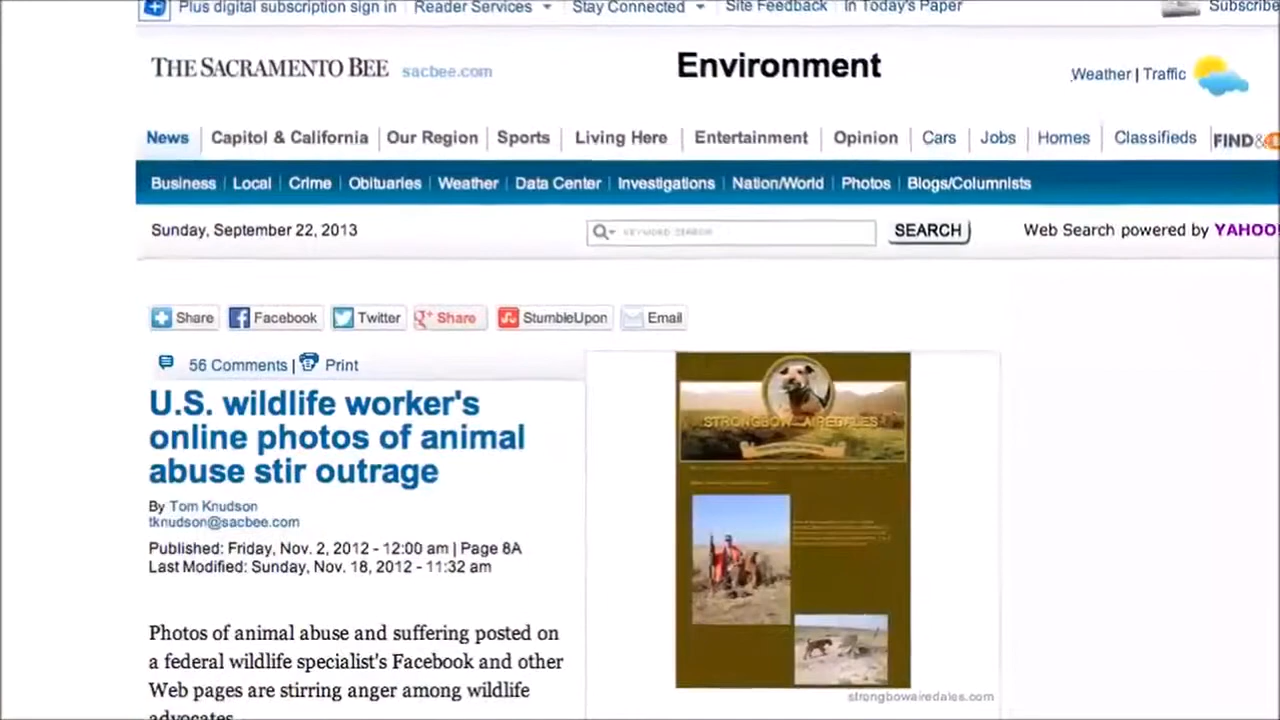 Plus digital subscription sign in Reader Services Stay Connected Site Feedback In Today's Paper Subscribe
THE SACRAMENTO BEE sacbee.com Environment Weather | Traffic
News Capitol & California Our Region Sports Living Here Entertainment Opinion Cars Jobs Homes Classifieds FIND&
Business Local Crime Obituaries Weather Data Center Investigations Nation/World Photos Blogs/Columnists
Sunday, September 22, 2013 KEYWORD SEARCH SEARCH Web Search powered by YAHOO!
Share Facebook Twitter Share StumbleUpon Email
56 Comments | Print
U.S. wildlife worker's
online photos of animal
abuse stir outrage
By Tom Knudson
tknudson@sacbee.com
Published: Friday, Nov. 2, 2012 - 12:00 am | Page 8A
Last Modified: Sunday, Nov. 18, 2012 - 11:32 am
Photos of animal abuse and suffering posted on
a federal wildlife specialist's Facebook and other
Web pages are stirring anger among wildlife
advocates.
STRONGBOW AIREDALES
strongbowairedales.com